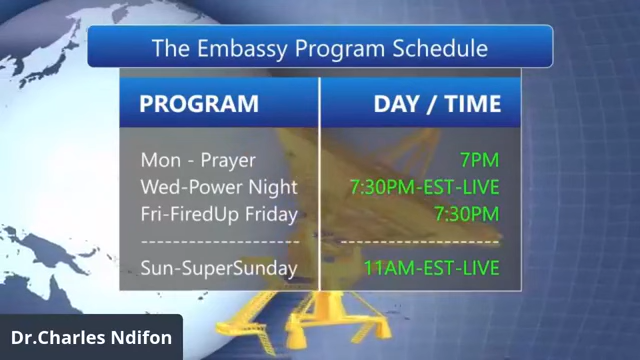 The Embassy Program Schedule
PROGRAM DAY / TIME
Mon - Prayer 7PM
Wed-Power Night 7:30PM-EST-LIVE
Fri-FiredUp Friday 7:30PM
------------------- -------------------
Sun-SuperSunday 11AM-EST-LIVE
Dr.Charles Ndifon